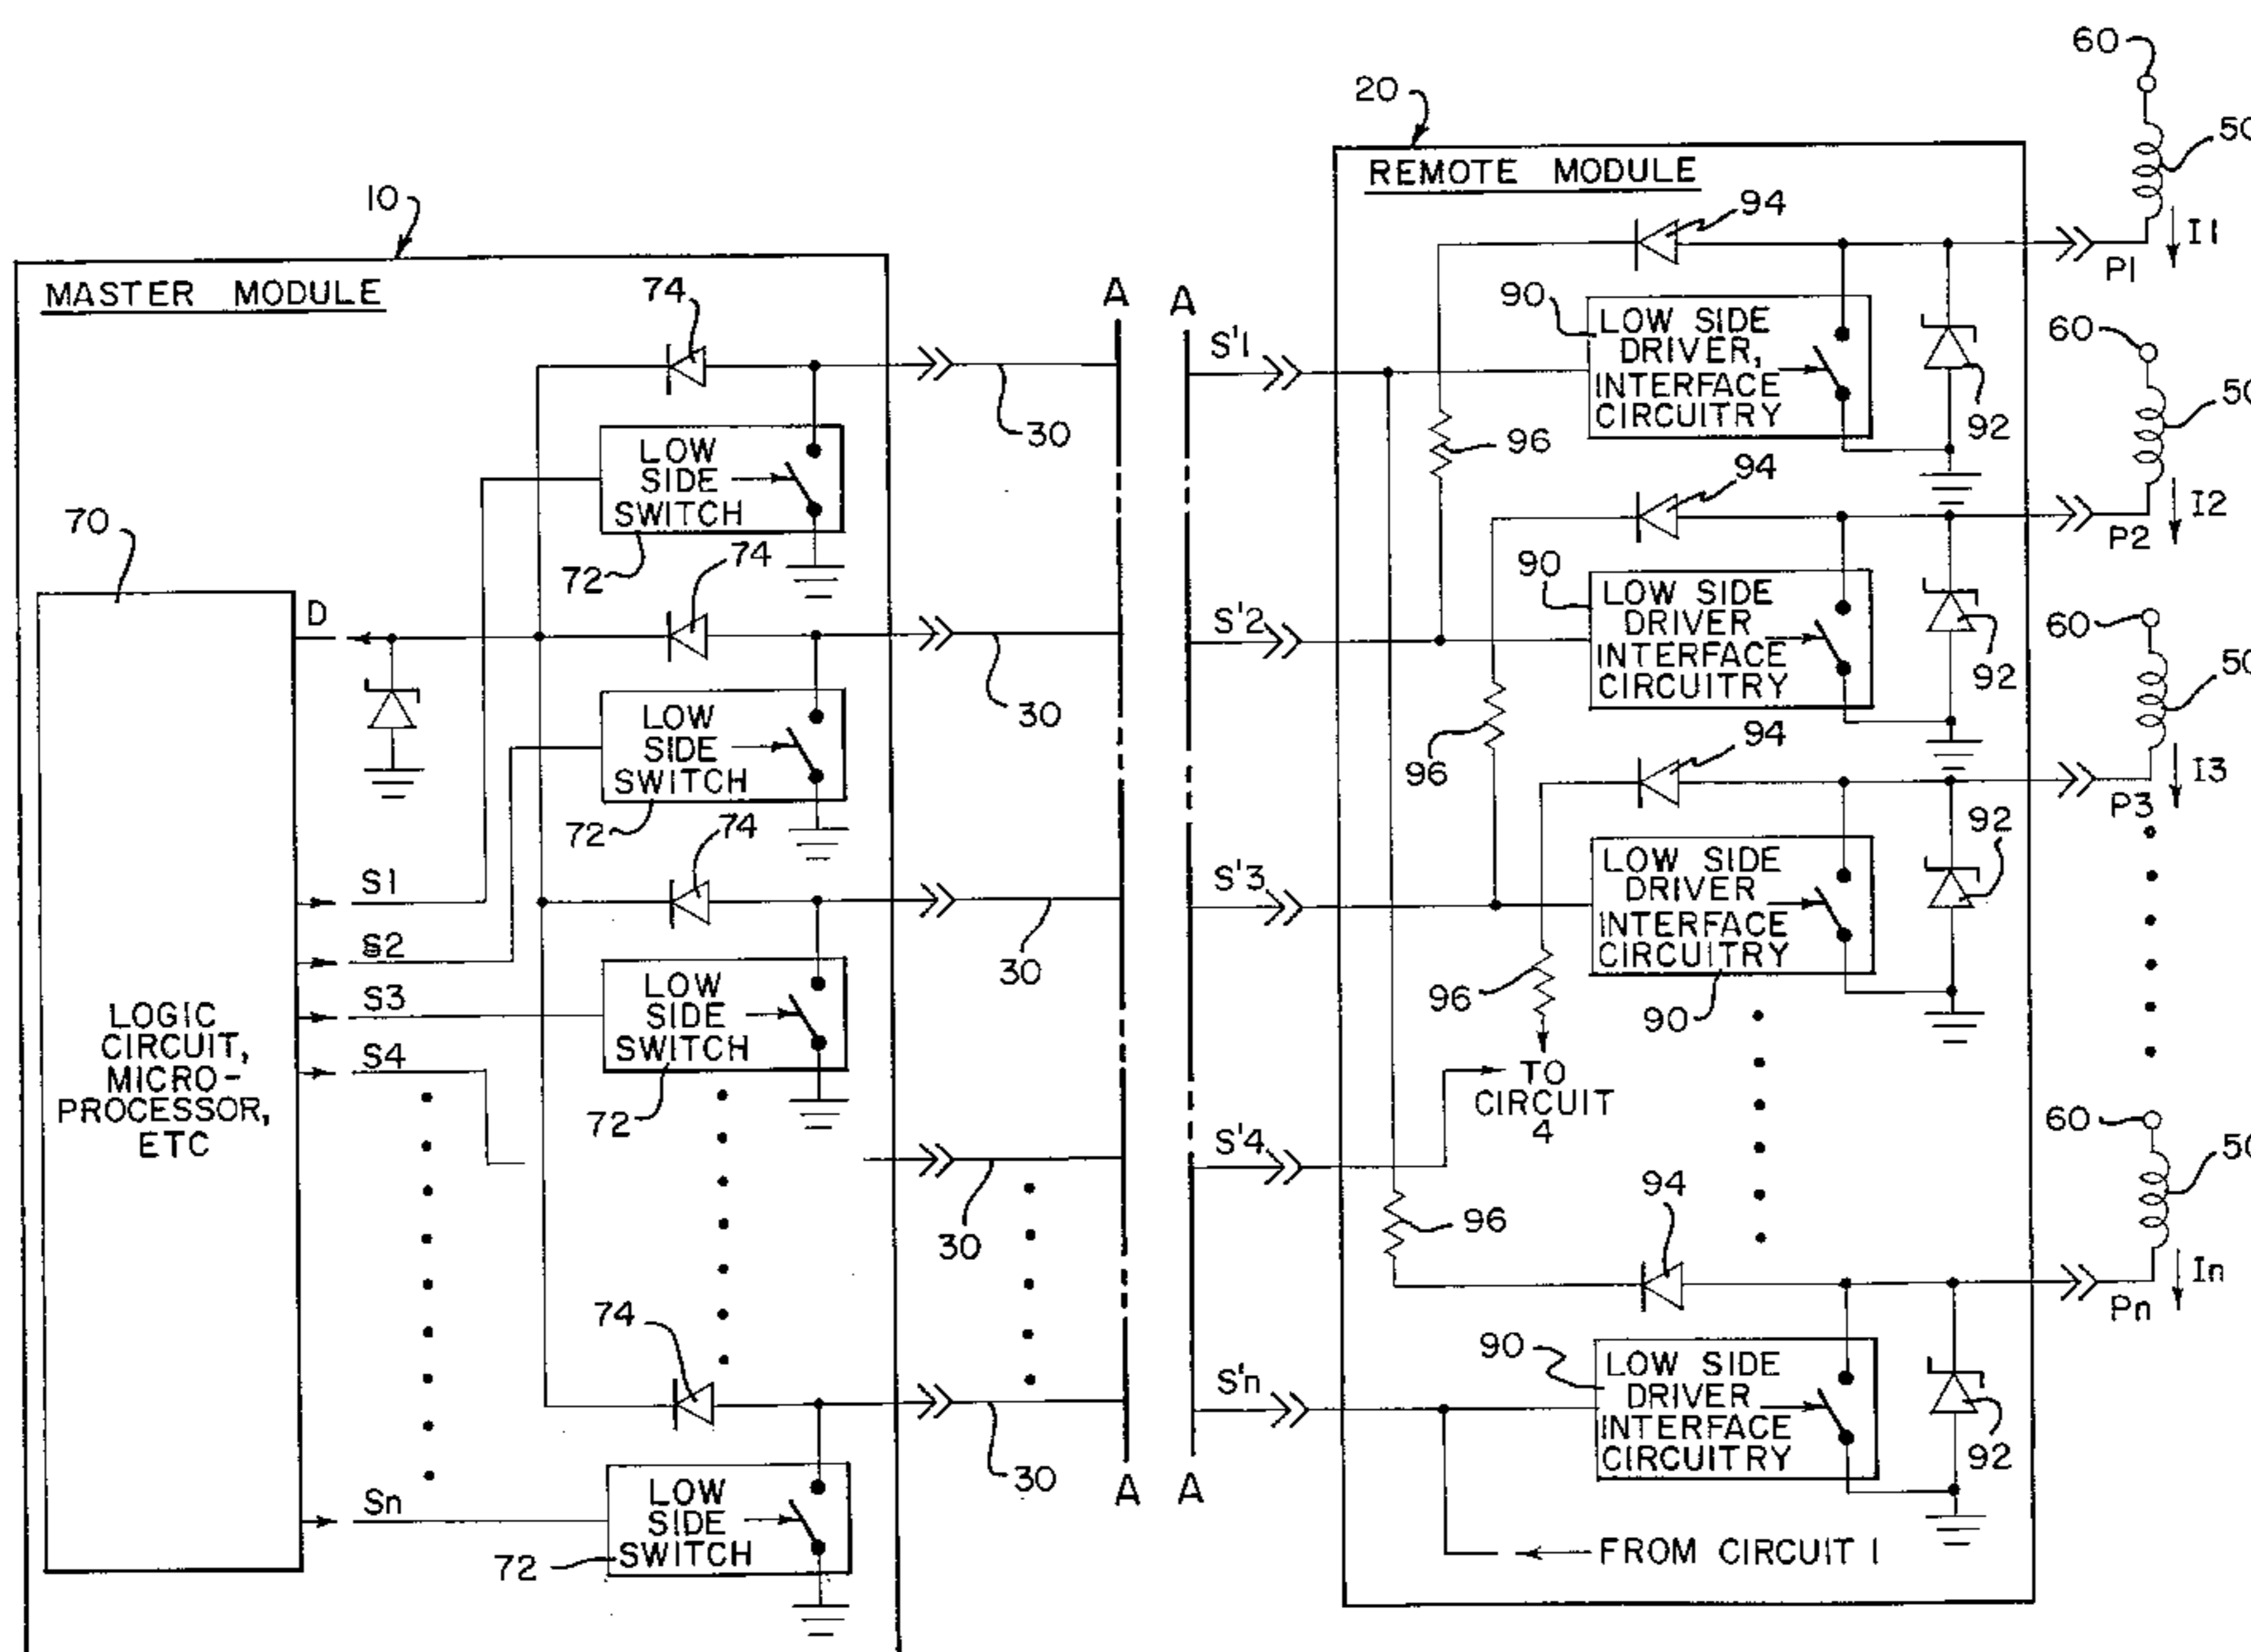 10
MASTER MODULE
74
A
30
LOW
SIDE
SWITCH
72
70
D
74
30
LOW
SIDE
SWITCH
72
74
S1
S2
S3
S4
30
LOW
SIDE
SWITCH
72
LOGIC
CIRCUIT,
MICRO-
PROCESSOR,
ETC
30
74
30
Sn
LOW
SIDE
SWITCH
72
A
20
REMOTE MODULE
60
50
94
I1
P1
A
S'1
90
LOW SIDE
DRIVER,
INTERFACE
CIRCUITRY
92
96
60
50
94
I2
P2
S'2
90
LOW SIDE
DRIVER
INTERFACE
CIRCUITRY
92
96
60
50
94
I3
P3
S'3
LOW SIDE
DRIVER
INTERFACE
CIRCUITRY
92
90
96
S'4
TO
CIRCUIT
4
60
50
96
94
In
Pn
S'n
90
LOW SIDE
DRIVER
INTERFACE
CIRCUITRY
92
A
FROM CIRCUIT 1